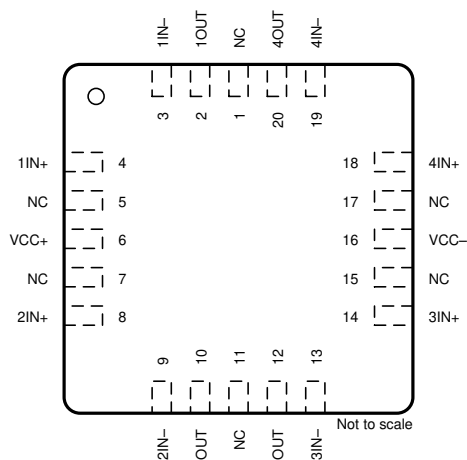 1IN–
1OUT
NC
4OUT
4IN–
3
2
1
20
19
1IN+
4
NC
5
VCC+
6
NC
7
2IN+
8
18
4IN+
17
NC
16
VCC–
15
NC
14
3IN+
9
10
11
12
13
2IN–
OUT
NC
OUT
3IN–
Not to scale